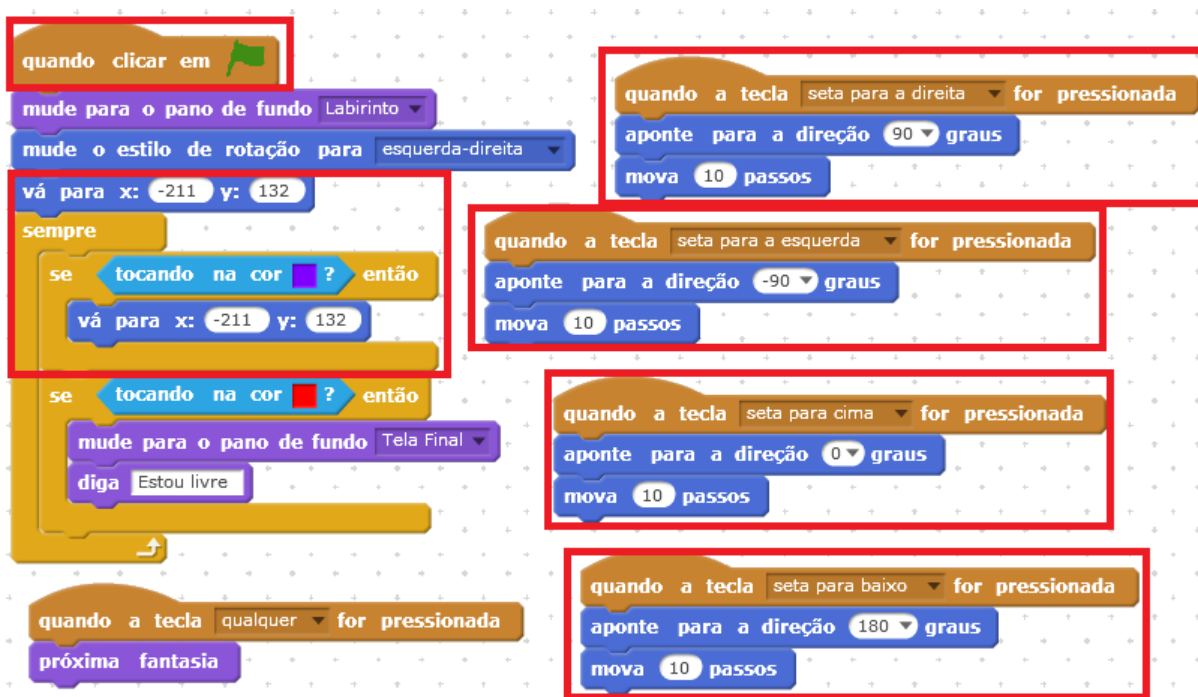 quando clicar em
mude para o pano de fundo Labirinto
mude o estilo de rotação para esquerda-direita
vá para x: -211 y: 132
sempre
se tocando na cor ? então
vá para x: -211 y: 132
se tocando na cor ? então
mude para o pano de fundo Tela Final
diga Estou livre
quando a tecla qualquer for pressionada
próxima fantasia
quando a tecla seta para a direita for pressionada
aponte para a direção 90 graus
mova 10 passos
quando a tecla seta para a esquerda for pressionada
aponte para a direção -90 graus
mova 10 passos
quando a tecla seta para cima for pressionada
aponte para a direção 0 graus
mova 10 passos
quando a tecla seta para baixo for pressionada
aponte para a direção 180 graus
mova 10 passos